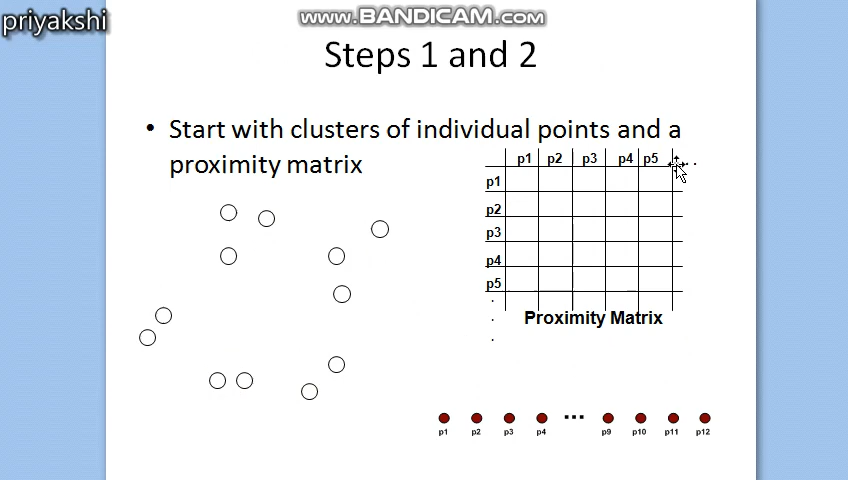 priyakshi
www.BANDICAM.com
Steps 1 and 2
• Start with clusters of individual points and a
proximity matrix
p1 p2 p3 p4 p5 . . .
p1
p2
p3
p4
p5
.
.
.
Proximity Matrix
...
p1 p2 p3 p4 p9 p10 p11 p12